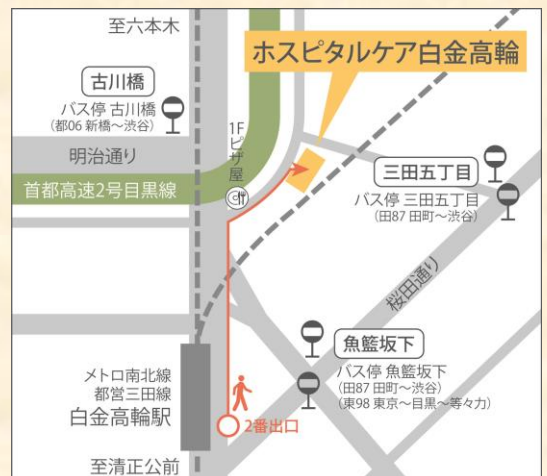 至六本木
ホスピタルケア白金高輪
古川橋
バス停 古川橋
(都06 新橋~渋谷)
1Fピザ屋
明治通り
首都高速2号目黒線
三田五丁目
バス停 三田五丁目
(田87 田町~渋谷)
桜田通り
魚籃坂下
バス停 魚籃坂下
(田87 田町~渋谷)
(東98 東京~目黒~等々力)
メトロ南北線
都営三田線
白金高輪駅
2番出口
至清正公前